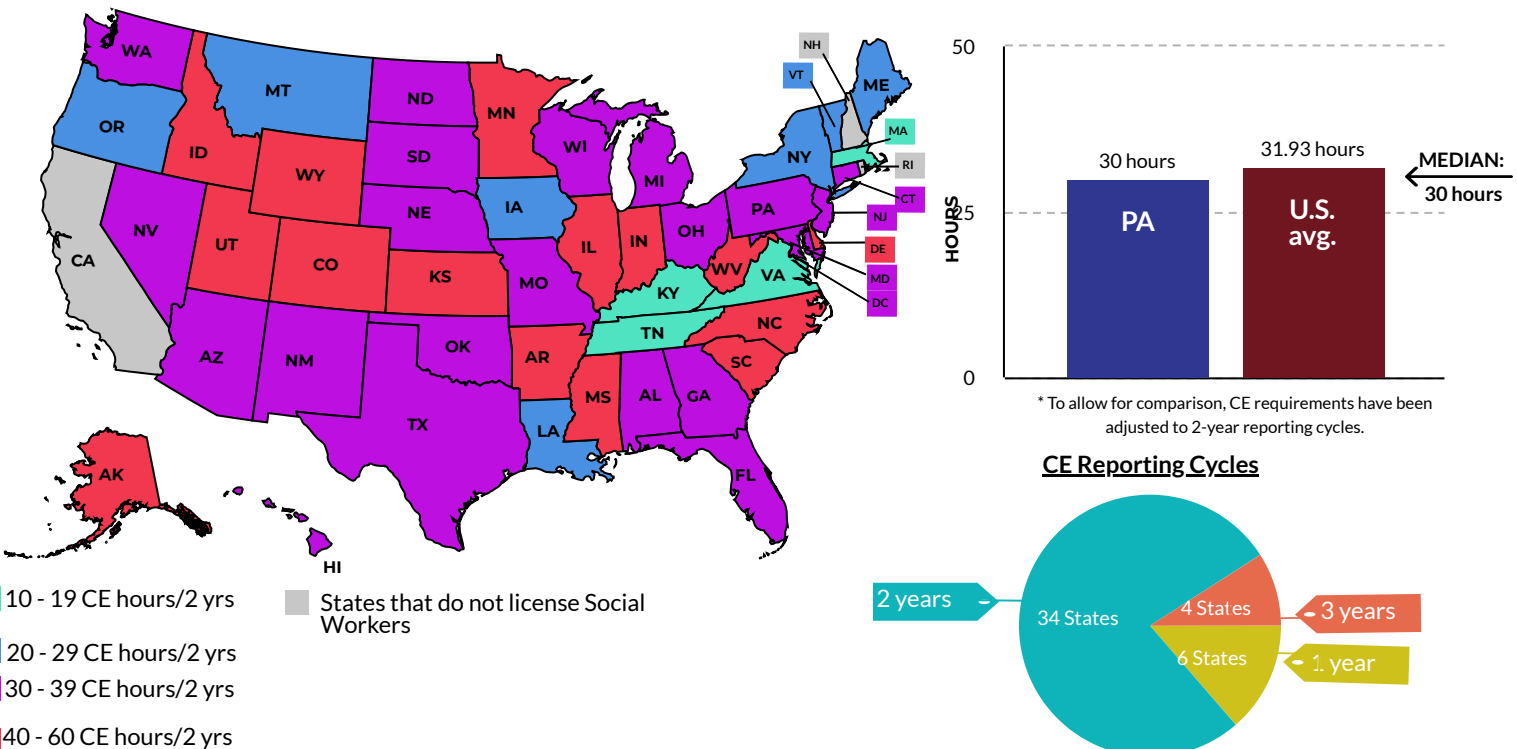 WA
MT
ND
MN
OR
ID
WY
SD
WI
MI
NY
VT
NH
ME
MA
RI
CT
NJ
DE
MD
DC
NE
IA
PA
NV
UT
CO
KS
MO
IL
IN
OH
WV
VA
CA
KY
TN
NC
SC
AZ
NM
OK
AR
MS
AL
GA
TX
LA
FL
AK
HI
10 - 19 CE hours/2 yrs
20 - 29 CE hours/2 yrs
30 - 39 CE hours/2 yrs
40 - 60 CE hours/2 yrs
States that do not license Social
Workers
50
25
0
HOURS
30 hours
PA
31.93 hours
U.S.
avg.
MEDIAN:
30 hours
* To allow for comparison, CE requirements have been
adjusted to 2-year reporting cycles.
CE Reporting Cycles
2 years
34 States
4 States
3 years
6 States
1 year